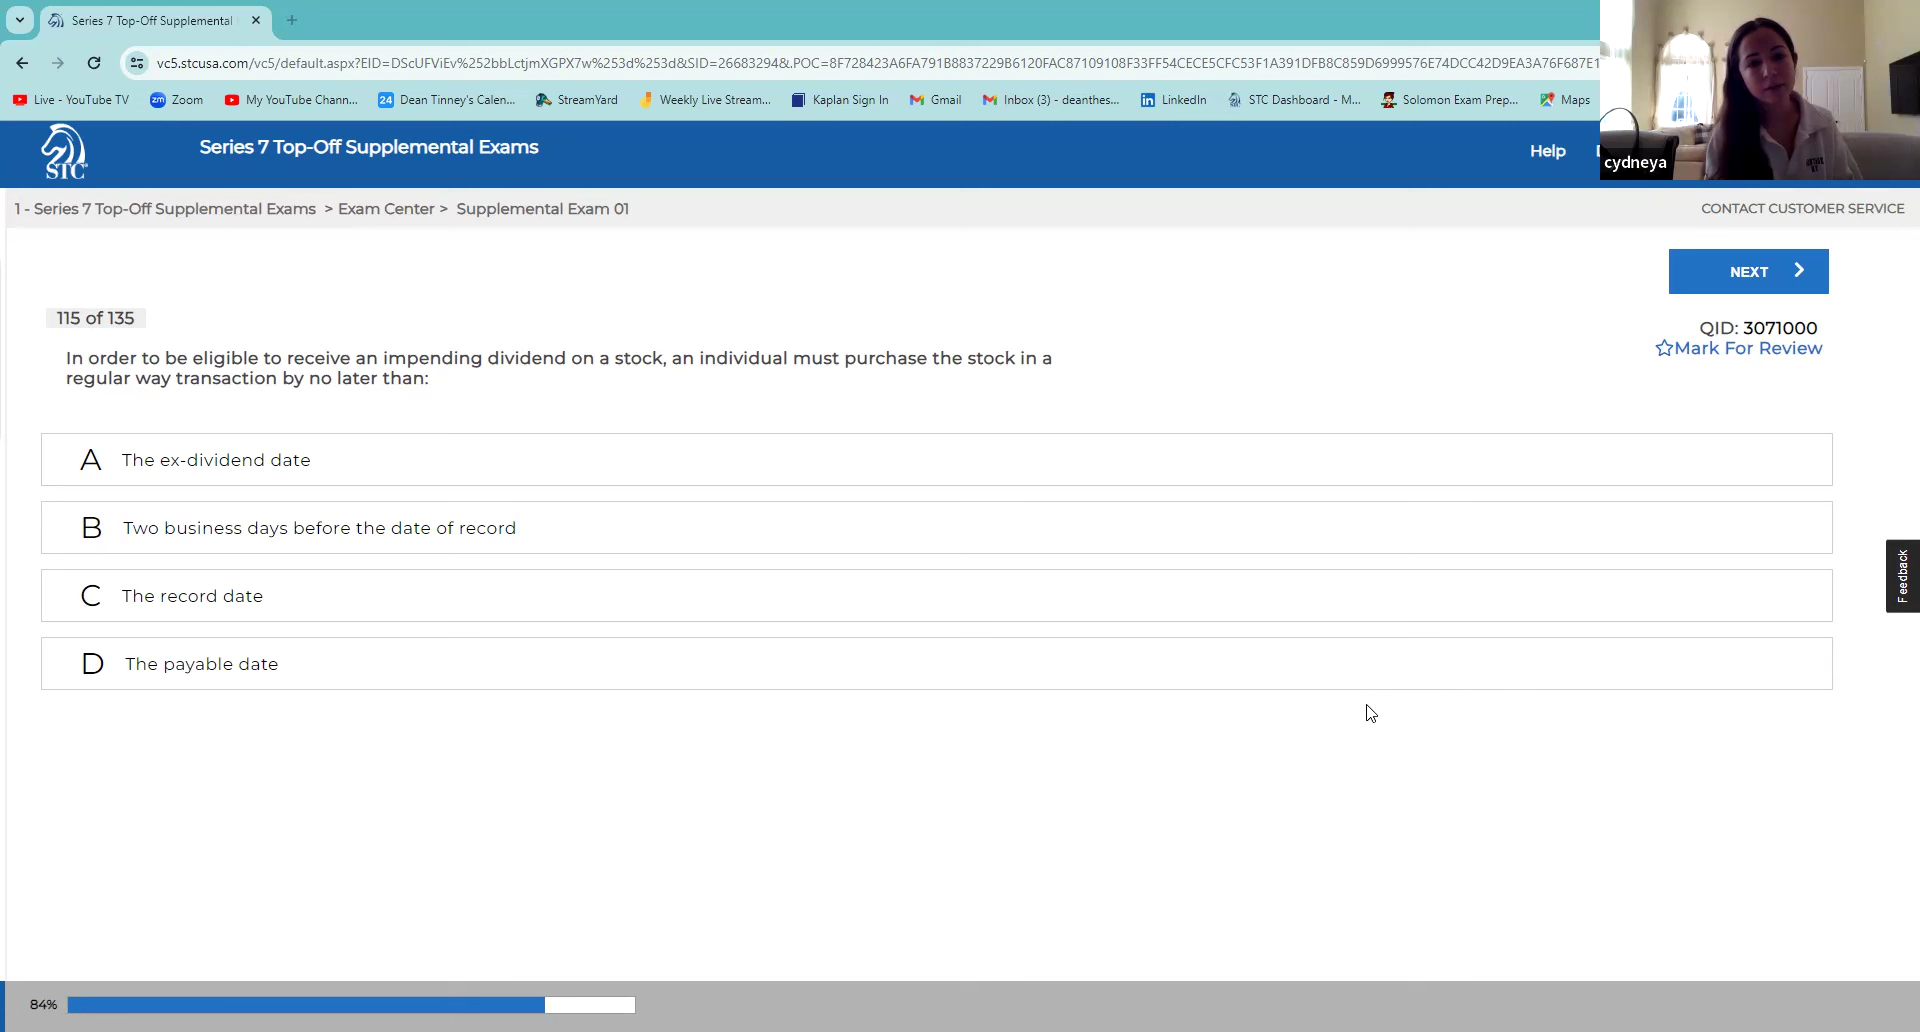 Series 7 Top-Off Supplemental
vc5.stcusa.com/vc5/default.aspx?EID=DScUFViEv%252bbLctjmXGPX7w%253d%253d&SID=26683294&.POC=8F728423A6FA791B8837229B6120FAC87109108F33FF54CECE5CFC53F1A391DFB8C859D6999576E74DCC42D9EA3A76F687E1
Live - YouTube TV
zm Zoom
My YouTube Chann...
24 Dean Tinney's Calen...
StreamYard
Weekly Live Stream...
Kaplan Sign In
Gmail
Inbox (3) - deanthes...
LinkedIn
STC Dashboard - M...
Solomon Exam Prep...
Maps
cydneya
STC
Series 7 Top-Off Supplemental Exams
Help
1 - Series 7 Top-Off Supplemental Exams > Exam Center > Supplemental Exam 01
CONTACT CUSTOMER SERVICE
NEXT
115 of 135
QID: 3071000
Mark For Review
In order to be eligible to receive an impending dividend on a stock, an individual must purchase the stock in a
regular way transaction by no later than:
A The ex-dividend date
B Two business days before the date of record
C The record date
D The payable date
Feedback
84%